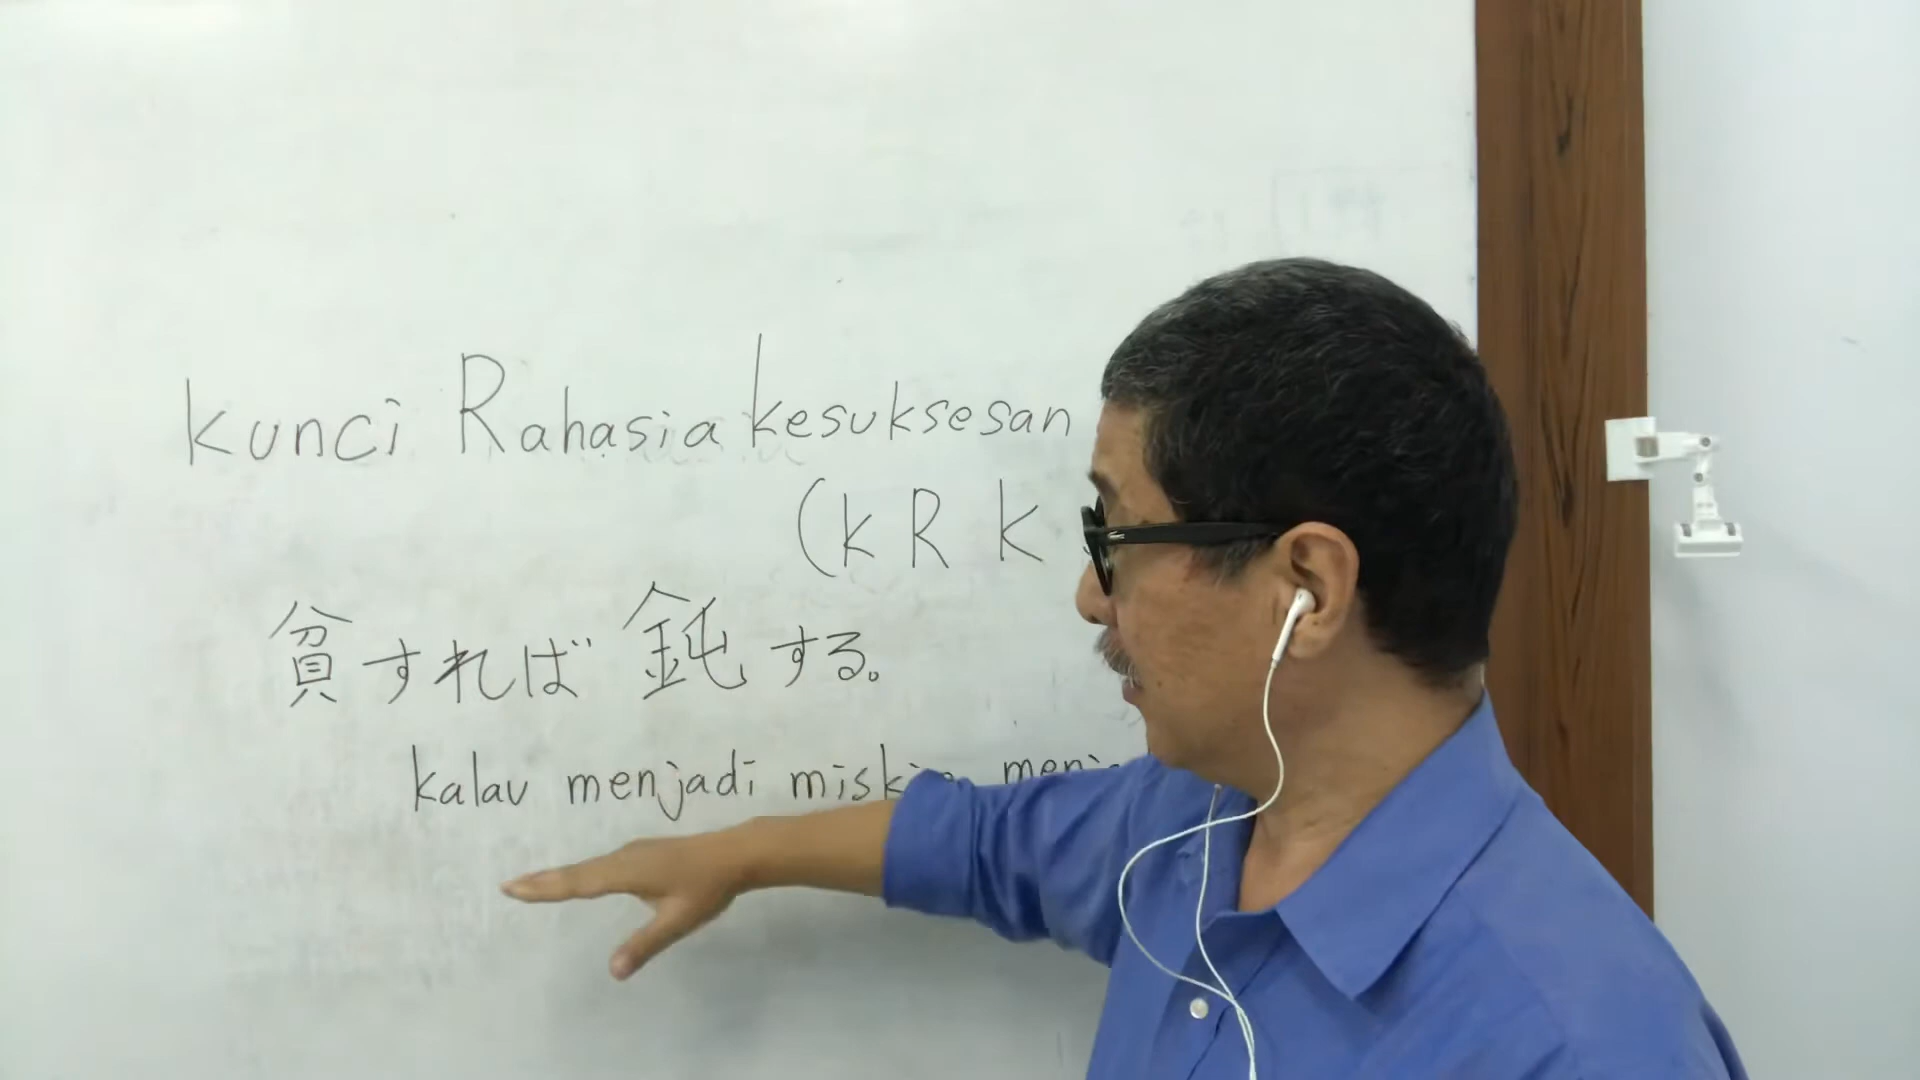 Kunci Rahasia Kesuksesan
(KRK
貧すれば鈍する。
kalau menjadi